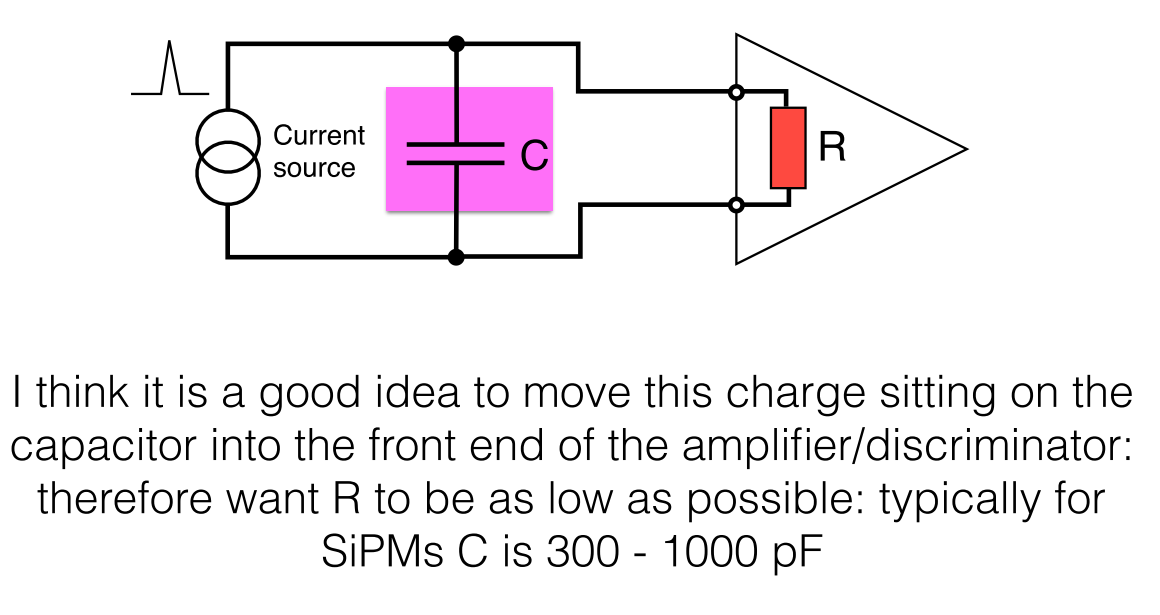 Current
source
C
R
I think it is a good idea to move this charge sitting on the
capacitor into the front end of the amplifier/discriminator:
therefore want R to be as low as possible: typically for
SiPMs C is 300 - 1000 pF